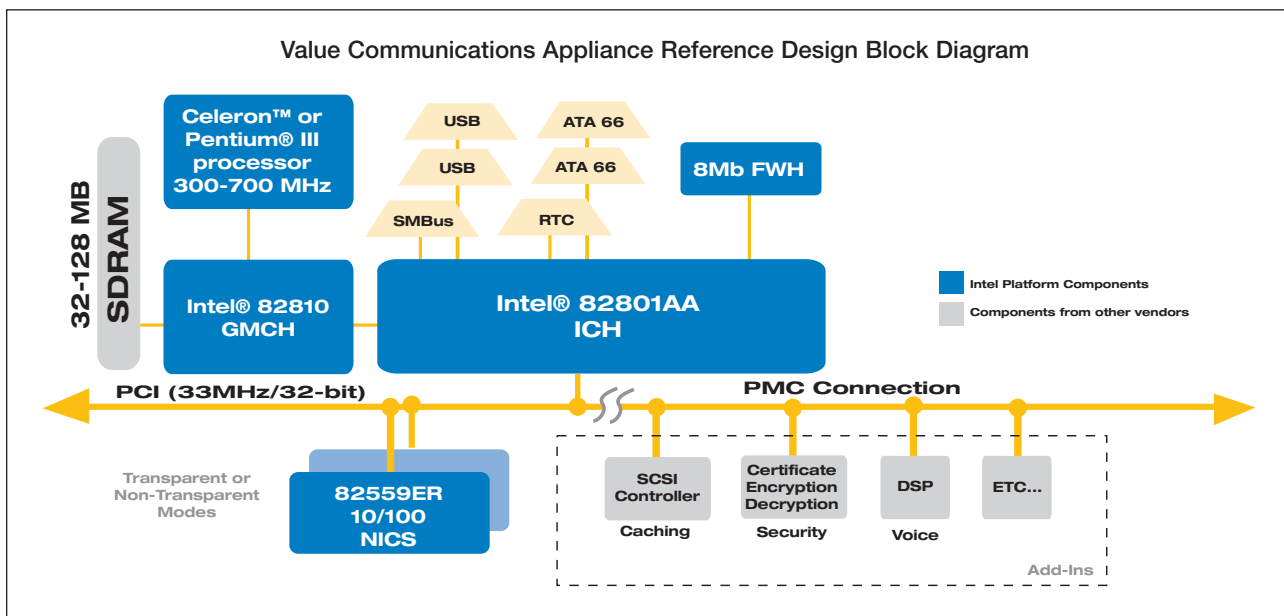 Value Communications Appliance Reference Design Block Diagram
Celeron™ or
Pentium® III
processor
300-700 MHz
32-128 MB
SDRAM
USB
USB
SMBus
ATA 66
ATA 66
RTC
8Mb FWH
Intel® 82810
GMCH
Intel® 82801AA
ICH
Intel Platform Components
Components from other vendors
PCI (33MHz/32-bit)
PMC Connection
Transparent or
Non-Transparent
Modes
82559ER
10/100
NICS
SCSI
Controller
Caching
Certificate
Encryption
Decryption
Security
DSP
Voice
ETC...
Add-Ins